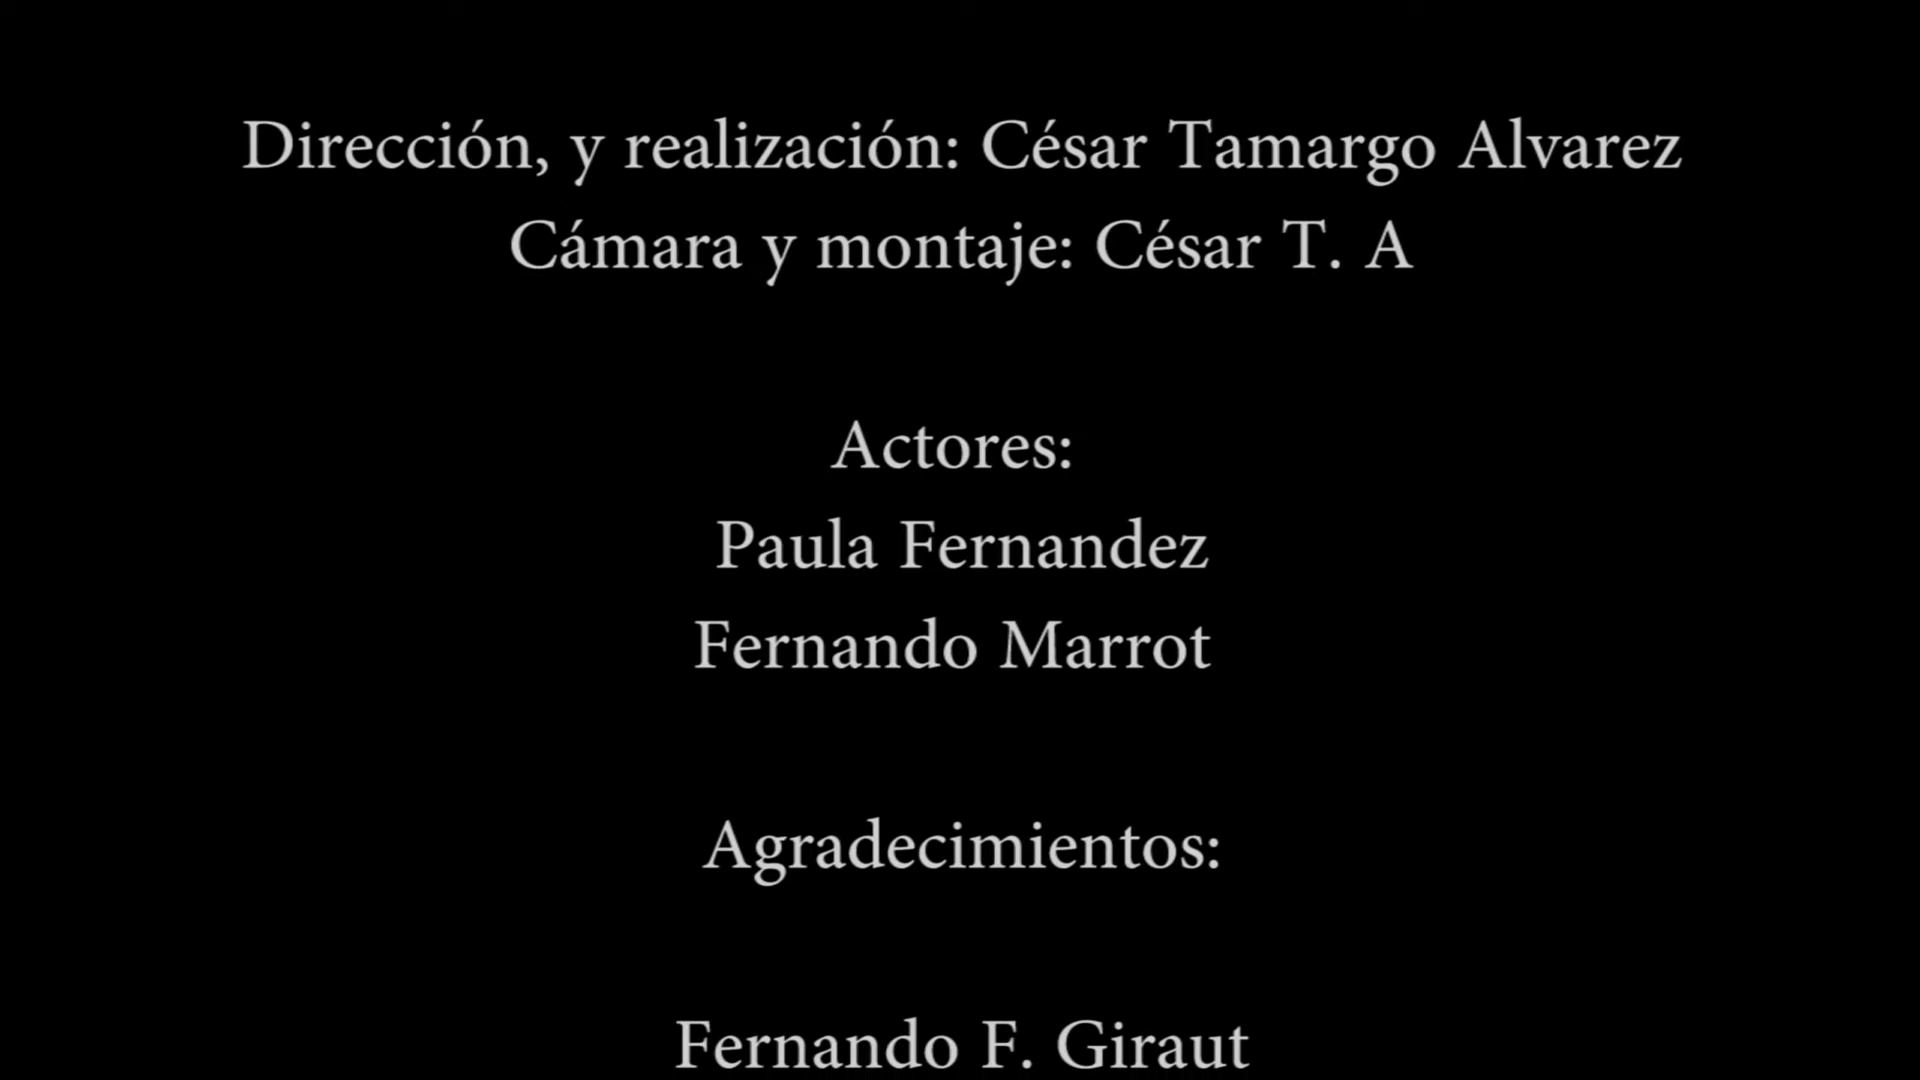 Dirección, y realización: César Tamargo Alvarez
Cámara y montaje: César T. A
Actores:
Paula Fernandez
Fernando Marrot
Agradecimientos:
Fernando F. Giraut